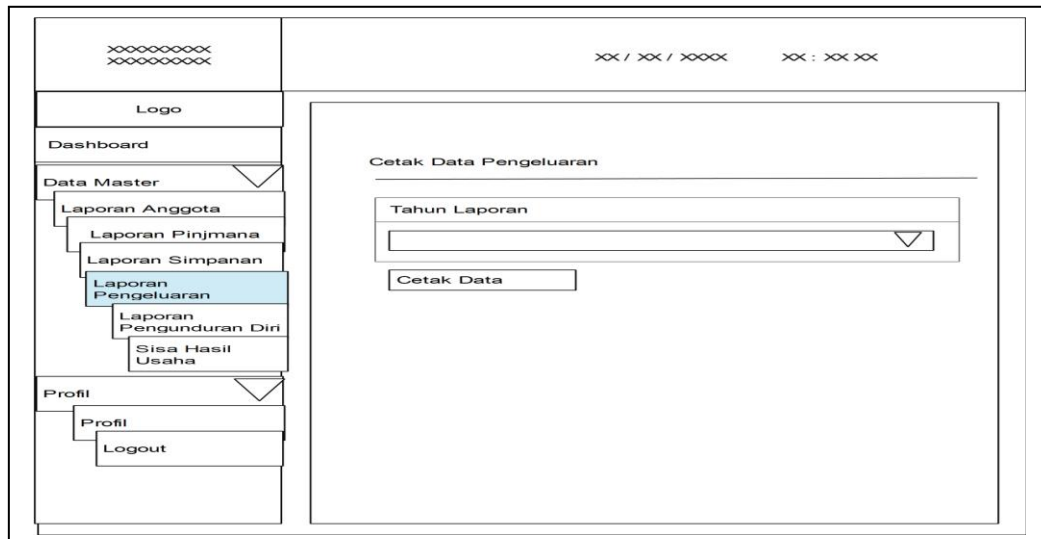 XXXXXXXXX
XXXXXXXXX
XX / XX / XXXX XX : XX XX
Logo
Dashboard
Data Master
Laporan Anggota
Laporan Pinjmana
Laporan Simpanan
Laporan
Pengeluaran
Laporan
Pengunduran Diri
Sisa Hasil
Usaha
Profil
Profil
Logout
Cetak Data Pengeluaran
Tahun Laporan
Cetak Data